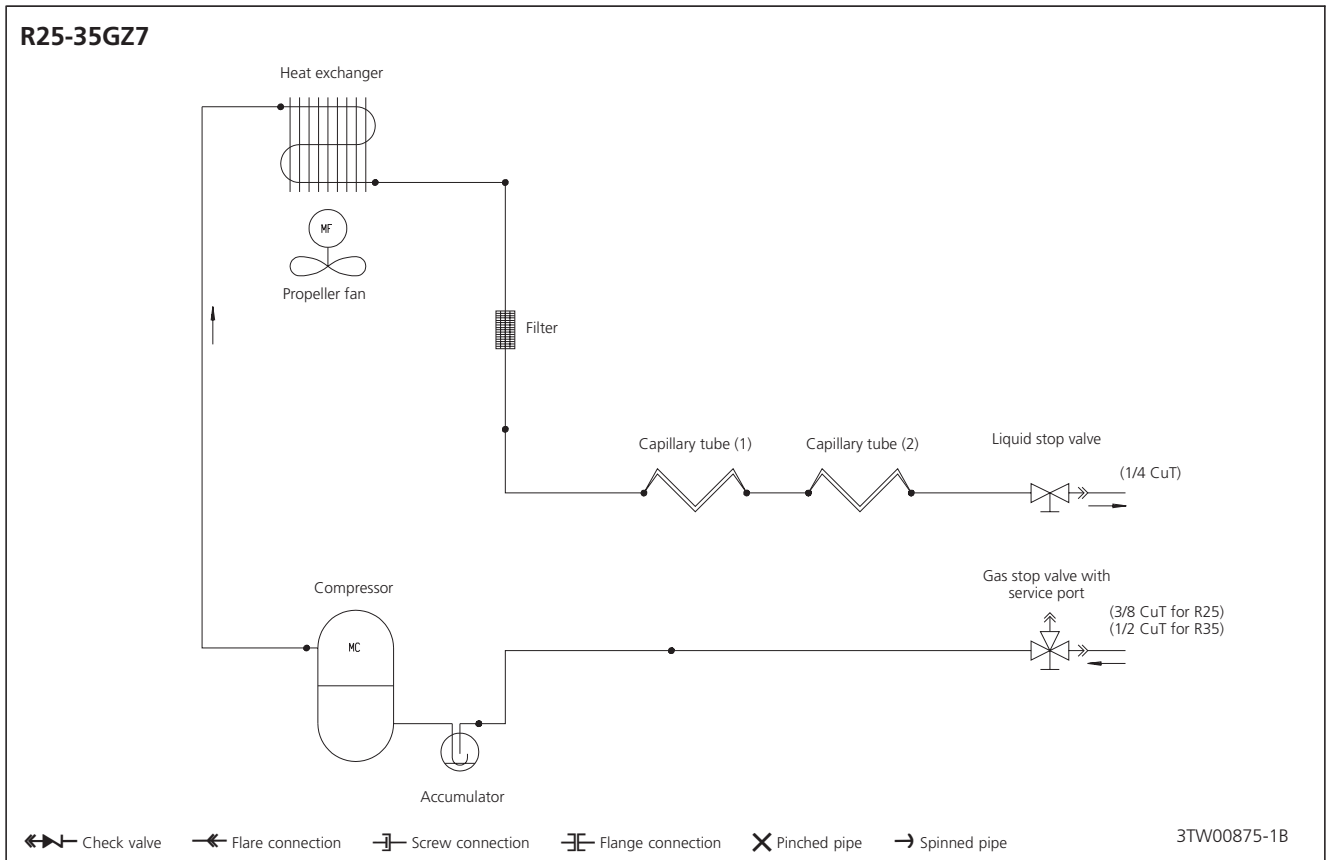 R25-35GZ7
Heat exchanger
MF
Propeller fan
Filter
Capillary tube (1)
Capillary tube (2)
Liquid stop valve
(1/4 CuT)
Compressor
MC
Gas stop valve with
service port
(3/8 CuT for R25)
(1/2 CuT for R35)
Accumulator
Check valve
Flare connection
Screw connection
Flange connection
Pinched pipe
Spinned pipe
3TW00875-1B